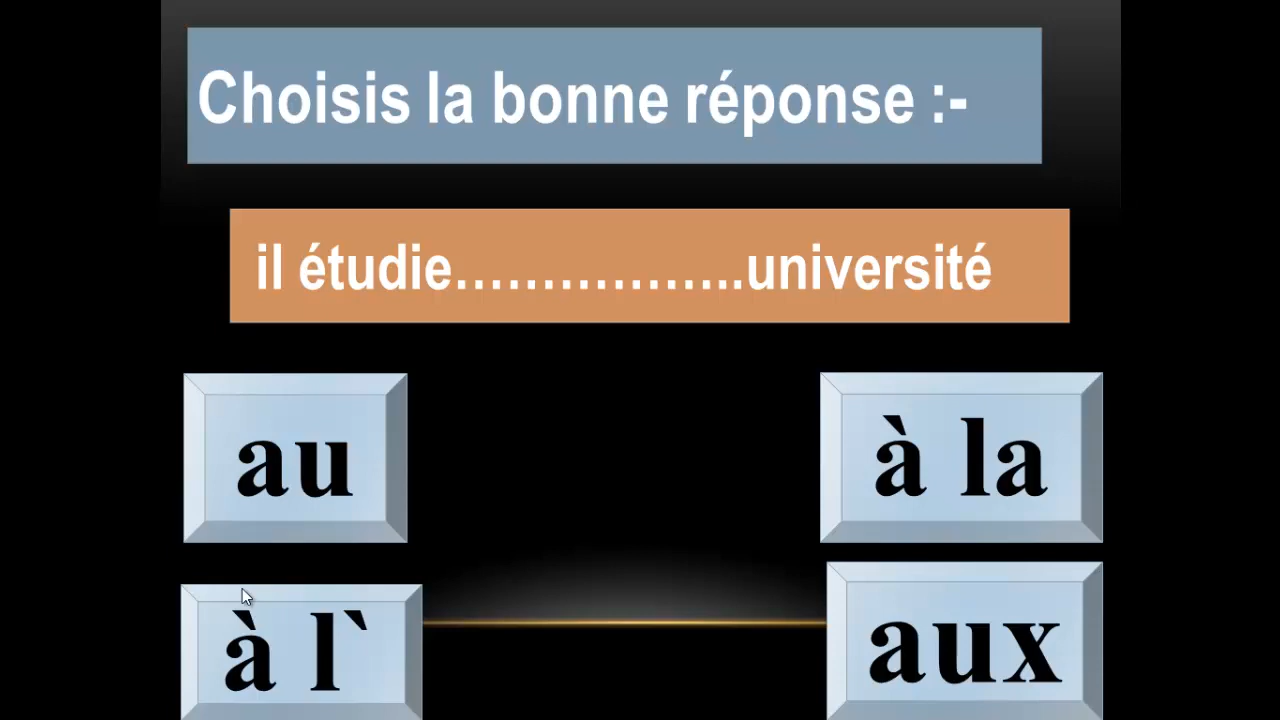 Choisis la bonne réponse :-
il étudie……………..université
au
à la
à l`
aux